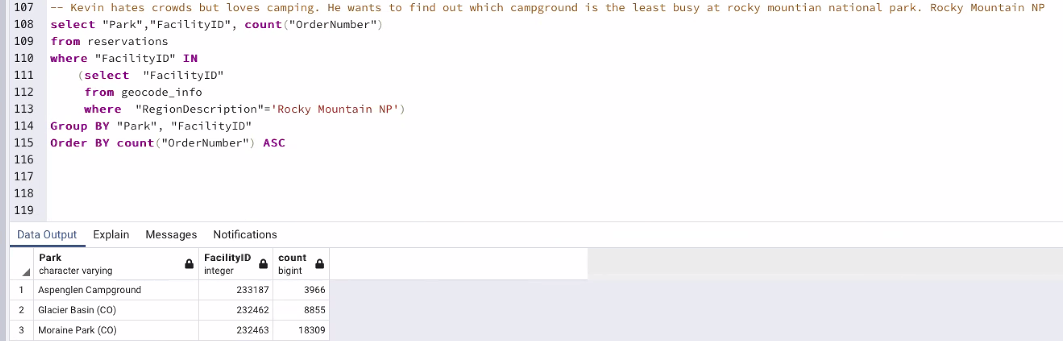 107 -- Kevin hates crowds but loves camping. He wants to find out which campground is the least busy at rocky mountian national park. Rocky Mountain NP
108 select "Park","FacilityID", count("OrderNumber")
109 from reservations
110 where "FacilityID" IN
111 (select "FacilityID"
112 from geocode_info
113 where "RegionDescription"='Rocky Mountain NP')
114 Group BY "Park", "FacilityID"
115 Order BY count("OrderNumber") ASC
116
117
118
119
Data Output Explain Messages Notifications
Park FacilityID count
character varying integer bigint
1 Aspenglen Campground 233187 3966
2 Glacier Basin (CO) 232462 8855
3 Moraine Park (CO) 232463 18309